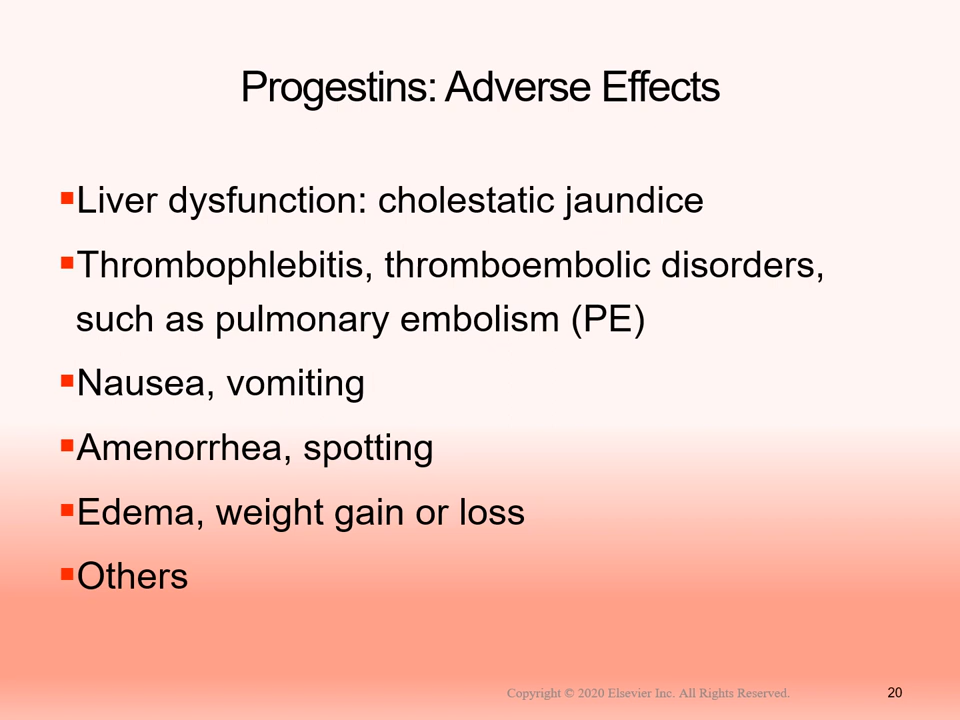 Progestins: Adverse Effects
▪Liver dysfunction: cholestatic jaundice
▪Thrombophlebitis, thromboembolic disorders,
such as pulmonary embolism (PE)
▪Nausea, vomiting
▪Amenorrhea, spotting
▪Edema, weight gain or loss
▪Others
Copyright © 2020 Elsevier Inc. All Rights Reserved.
20